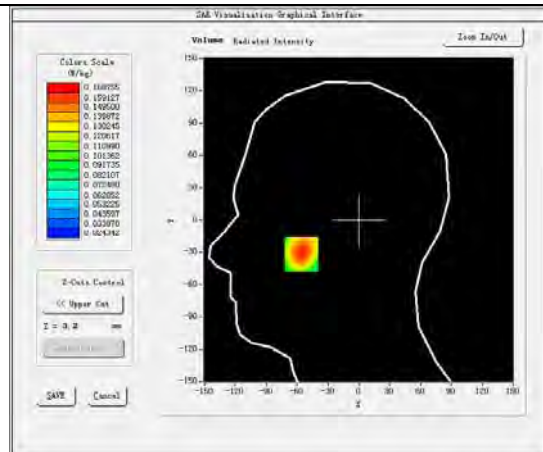 SAR Visualisation Graphical Interface
Volume Radiated Intensity
Zoom In/Out
Colors Scale
(W/kg)
0.168755
0.159127
0.149500
0.139872
0.130245
0.120617
0.110990
0.101362
0.091735
0.082107
0.072480
0.062852
0.053225
0.043597
0.033970
0.024342
Z-Cuts Control
<< Upper Cut
mm
SAVE
Cancel
150
120
90
60
30
0
-30
-60
-90
-120
-150
Y
-150 -120 -90 -60 -30 0 30 60 90 120 150
X